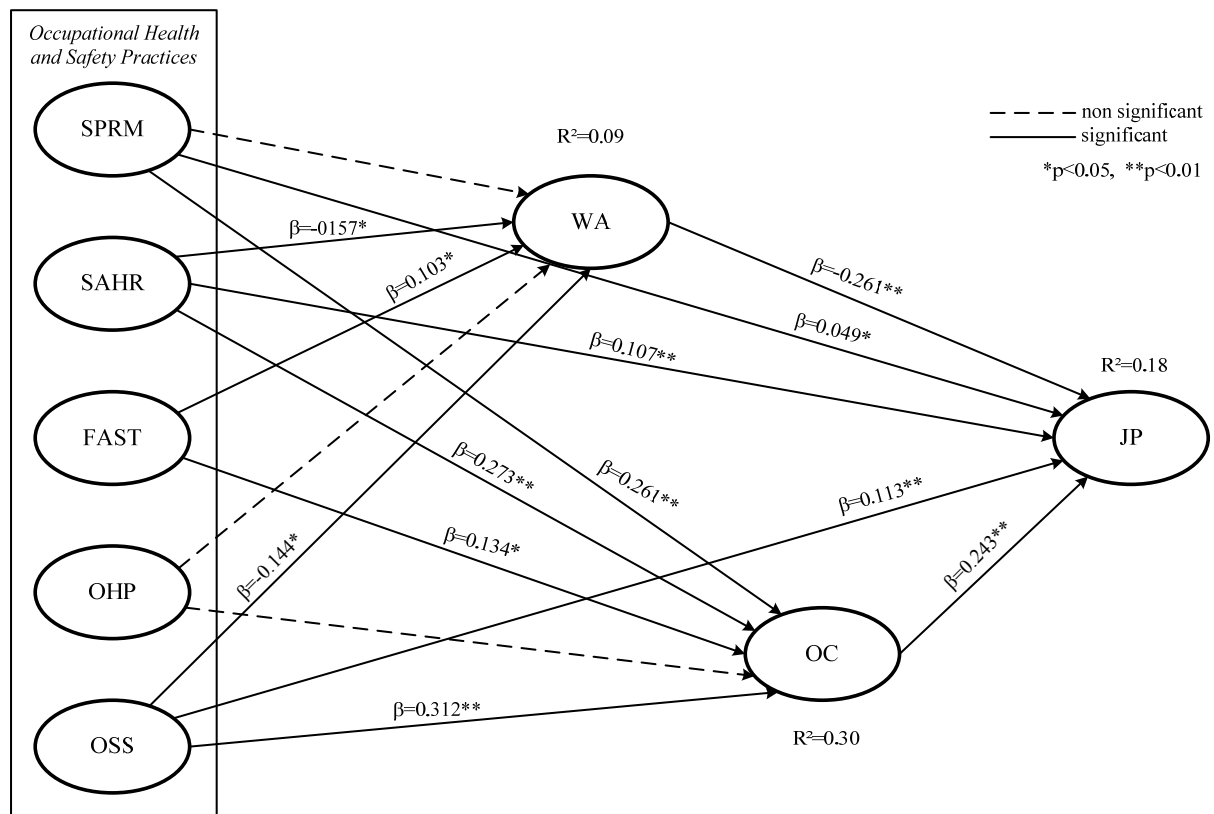 Occupational Health
and Safety Practices
SPRM
SAHR
FAST
OHP
OSS
R²=0.09
WA
non significant
significant
*p<0.05, **p<0.01
β=-0157*
β=0.103*
β=-0.261**
β=0.049*
β=0.107**
R²=0.18
JP
β=0.273**
β=0.261**
β=0.113**
β=0.134*
β=-0.144*
β=0.243**
OC
β=0.312**
R²=0.30